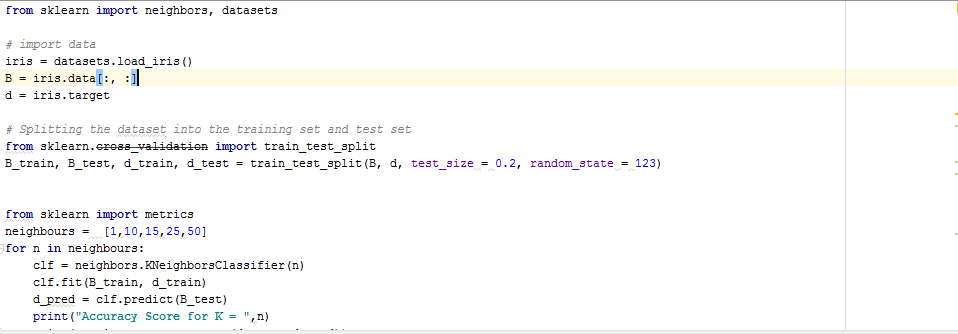 from sklearn import neighbors, datasets
# import data
iris = datasets.load_iris()
B = iris.data[:, :]
d = iris.target
# Splitting the dataset into the training set and test set
from sklearn.cross_validation import train_test_split
B_train, B_test, d_train, d_test = train_test_split(B, d, test_size = 0.2, random_state = 123)
from sklearn import metrics
neighbours =  [1,10,15,25,50]
for n in neighbours:
    clf = neighbors.KNeighborsClassifier(n)
    clf.fit(B_train, d_train)
    d_pred = clf.predict(B_test)
    print("Accuracy Score for K = ",n)